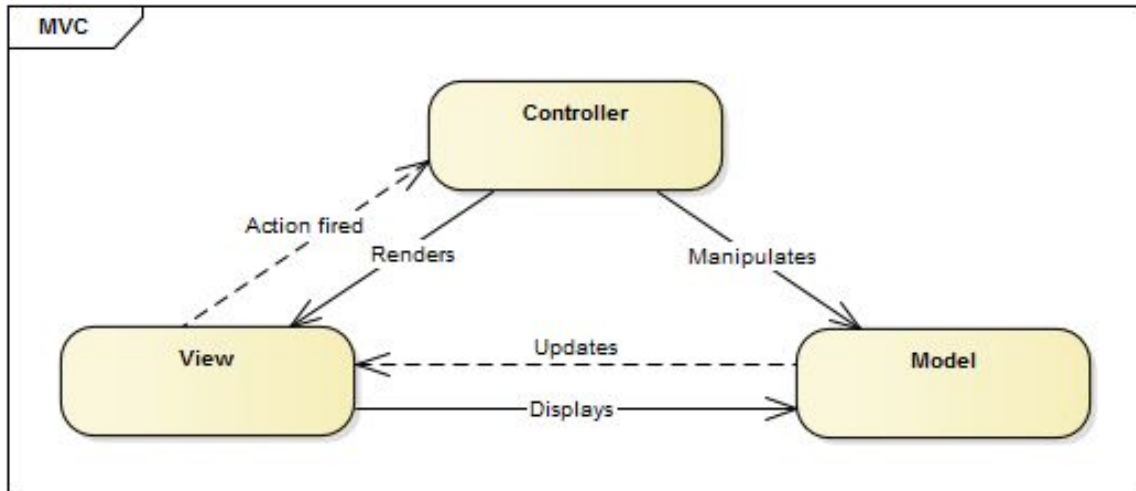 MVC
Controller
Action fired
Renders
Manipulates
View
Updates
Model
Displays